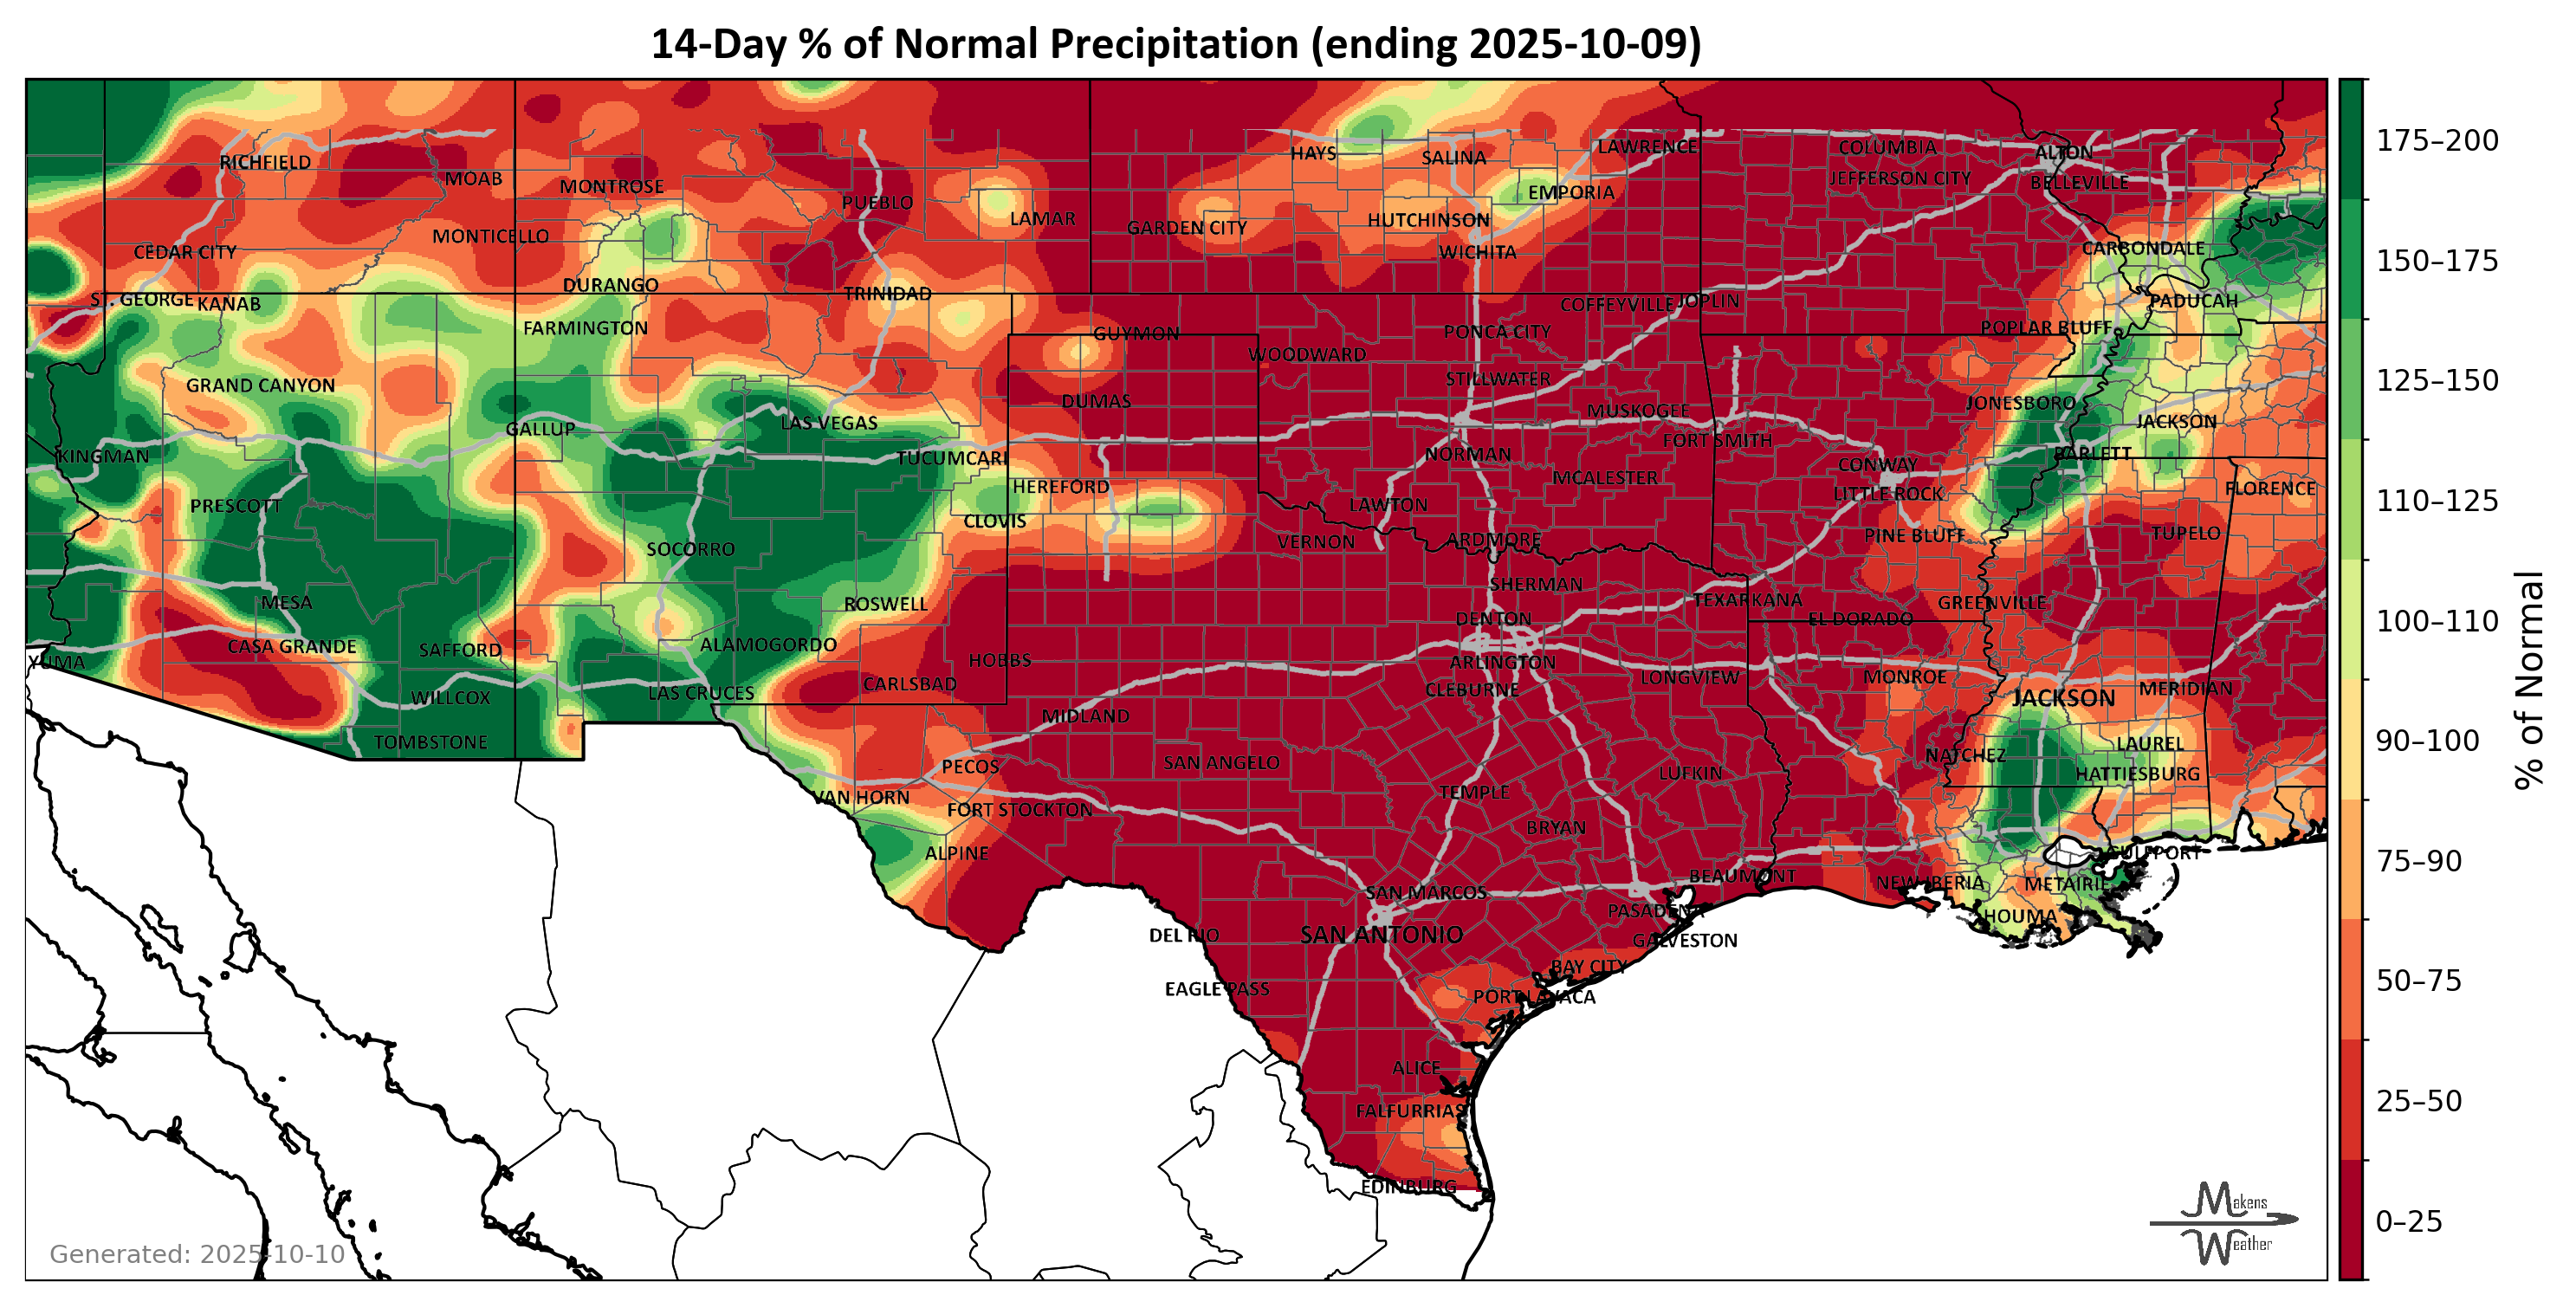 14-Day % of Normal Precipitation (ending 2025-10-09)
RICHFIELD
MOAB
MONTROSE
PUEBLO
LAMAR
HAYS
SALINA
LAWRENCE
COLUMBIA
ALTON
JEFFERSON CITY
BELLEVILLE
EMPORIA
GARDEN CITY
HUTCHINSON
WICHITA
CEDAR CITY
MONTICELLO
CARBONDALE
ST. GEORGE
KANAB
DURANGO
TRINIDAD
COFFEYVILLE
JOPLIN
PADUCAH
FARMINGTON
GUYMON
PONCA CITY
POPLAR BLUFF
WOODWARD
GRAND CANYON
STILLWATER
DUMAS
MUSKOGEE
JONESBORO
GALLUP
LAS VEGAS
JACKSON
FORT SMITH
KINGMAN
TUCUMCARI
NORMAN
BARLETT
CONWAY
PRESCOTT
HEREFORD
MCALESTER
LITTLE ROCK
FLORENCE
CLOVIS
LAWTON
PINE BLUFF
TUPELO
SOCORRO
VERNON
ARDMORE
SHERMAN
MESA
ROSWELL
TEXARKANA
GREENVILLE
DENTON
EL DORADO
CASA GRANDE
SAFFORD
ALAMOGORDO
YUMA
HOBBS
ARLINGTON
CARLSBAD
CLEBURNE
LONGVIEW
MONROE
MERIDIAN
WILLCOX
LAS CRUCES
JACKSON
MIDLAND
TOMBSTONE
NATCHEZ
LAUREL
PECOS
SAN ANGELO
LUFKIN
HATTIESBURG
VAN HORN
FORT STOCKTON
TEMPLE
BRYAN
ALPINE
GULFPORT
BEAUMONT
NEW IBERIA
METAIRIE
SAN MARCOS
PASADENA
HOUMA
DEL RIO
SAN ANTONIO
GALVESTON
BAY CITY
EAGLE PASS
PORT LAVACA
ALICE
FALFURRIAS
EDINBURG
Generated: 2025-10-10
Makens
Weather
175–200
150–175
125–150
110–125
100–110
90–100
75–90
50–75
25–50
0–25
% of Normal